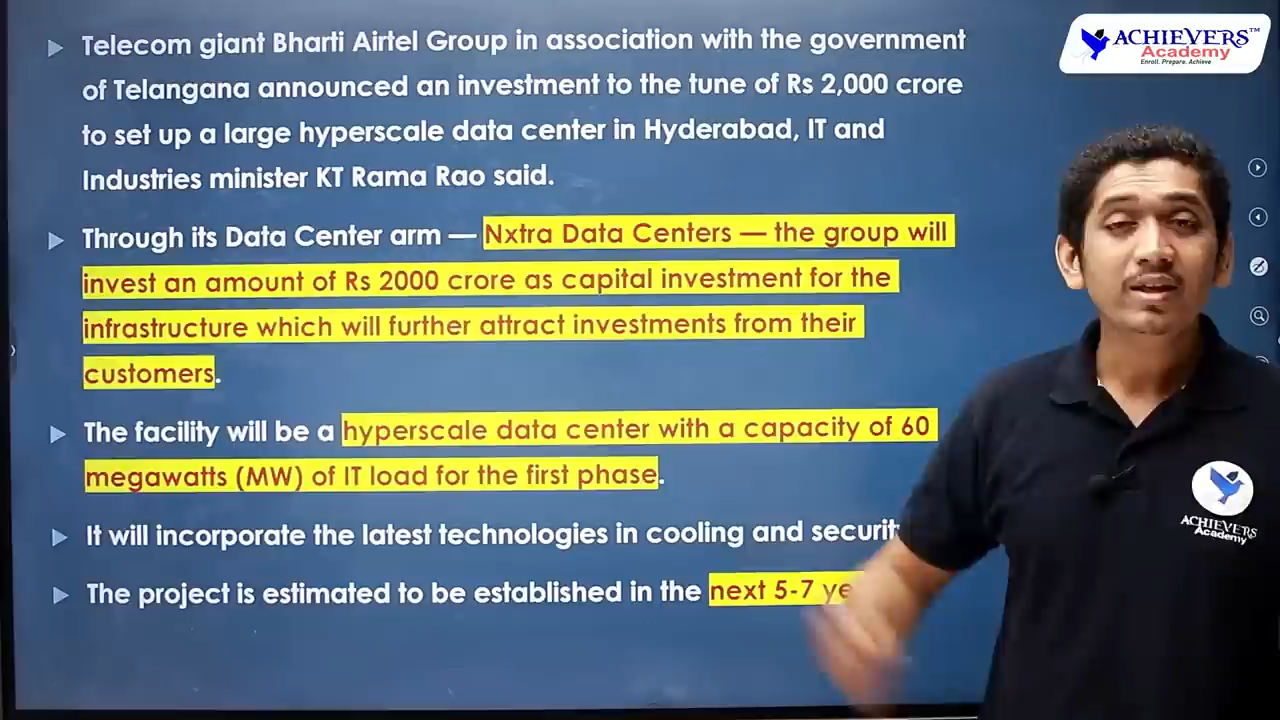 Telecom giant Bharti Airtel Group in association with the government
of Telangana announced an investment to the tune of Rs 2,000 crore
to set up a large hyperscale data center in Hyderabad, IT and
Industries minister KT Rama Rao said.
Through its Data Center arm — Nxtra Data Centers — the group will
invest an amount of Rs 2000 crore as capital investment for the
infrastructure which will further attract investments from their
customers.
The facility will be a hyperscale data center with a capacity of 60
megawatts (MW) of IT load for the first phase.
It will incorporate the latest technologies in cooling and
The project is estimated to be established in the next 5-7
ACHIEVERS™
Academy
Enroll. Prepare. Achieve
ACHIEVERS
Academy